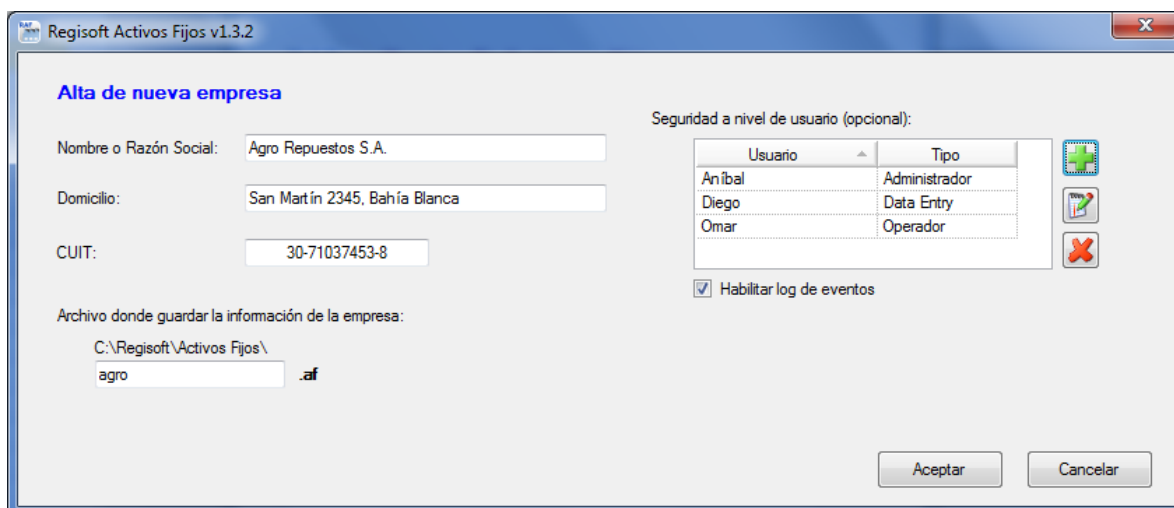 Regisoft Activos Fijos v1.3.2
Alta de nueva empresa
Nombre o Razón Social: Agro Repuestos S.A.
Domicilio: San Martín 2345, Bahía Blanca
CUIT: 30-71037453-8
Archivo donde guardar la información de la empresa:
C:\Regisoft\Activos Fijos\
agro .af
Seguridad a nivel de usuario (opcional):
Usuario Tipo
Aníbal Administrador
Diego Data Entry
Omar Operador
Habilitar log de eventos
Aceptar Cancelar